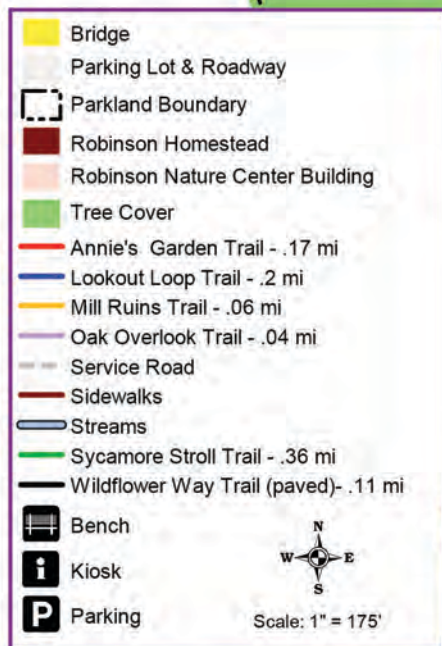 Bridge
Parking Lot & Roadway
Parkland Boundary
Robinson Homestead
Robinson Nature Center Building
Tree Cover
Annie's Garden Trail - .17 mi
Lookout Loop Trail - .2 mi
Mill Ruins Trail - .06 mi
Oak Overlook Trail - .04 mi
Service Road
Sidewalks
Streams
Sycamore Stroll Trail - .36 mi
Wildflower Way Trail (paved)- .11 mi
Bench
i Kiosk
P Parking
N
W E
S
Scale: 1" = 175'